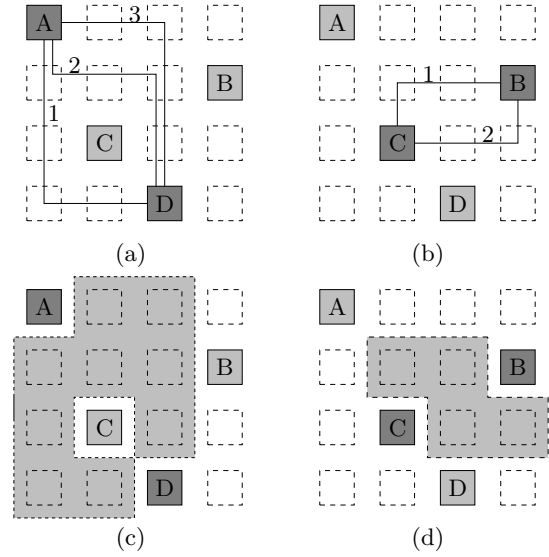 A 3 A
2 B 1 B
1 C C 2
D D
(a) (b)
A A
B B
C C
D D
(c) (d)